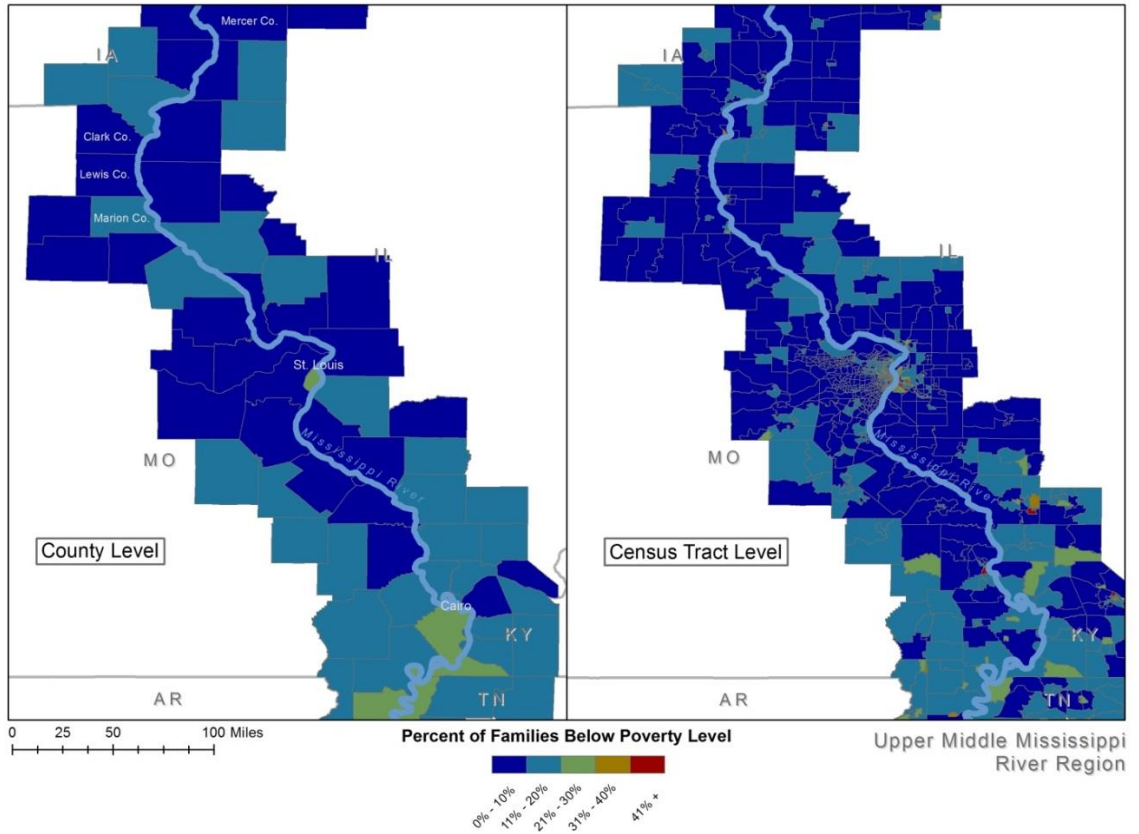 Mercer Co.
IA
Clark Co.
Lewis Co.
Marion Co.
IL
St. Louis
Mississippi River
MO
County Level
Cairo
KY
AR
TN
IA
IL
Mississippi River
MO
Census Tract Level
KY
AR
TN
0 25 50 100 Miles
Percent of Families Below Poverty Level
0% - 10%
11% - 20%
21% - 30%
31% - 40%
41% +
Upper Middle Mississippi
River Region